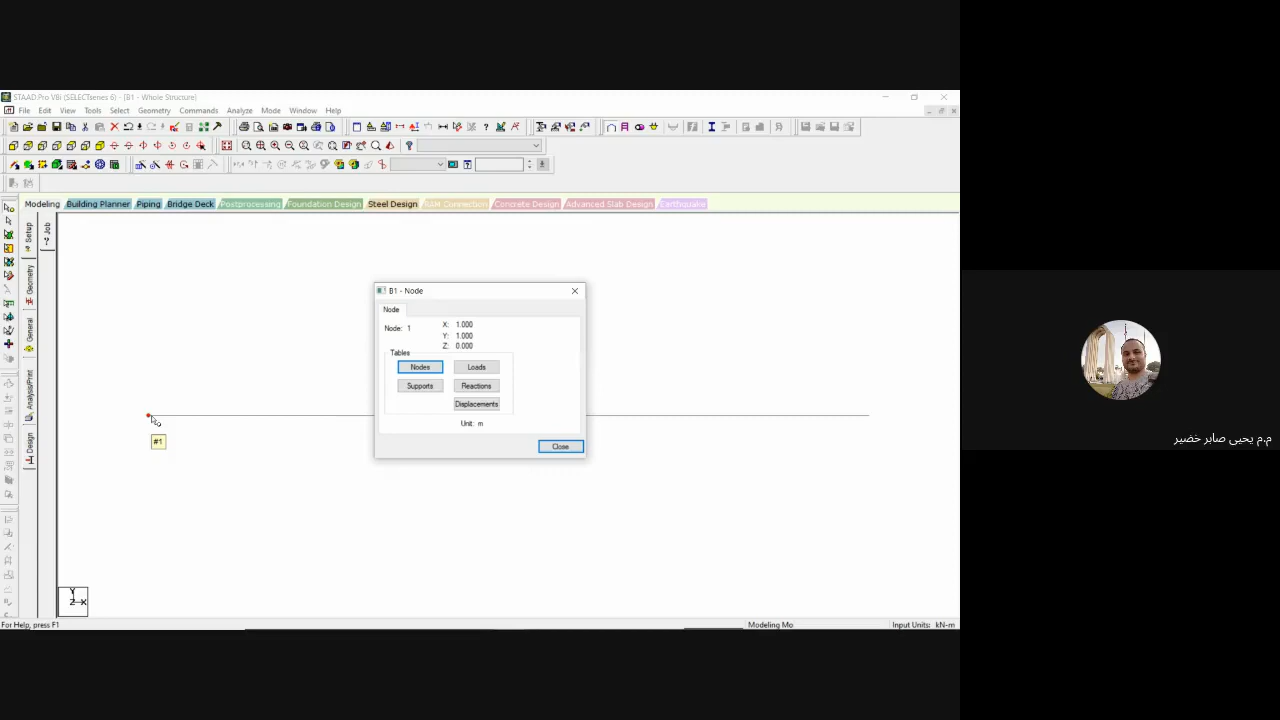 STAAD.Pro V8i (SELECTseries 6) - [B1 - Whole Structure]
File Edit View Tools Select Geometry Commands Analyze Mode Window Help
Modeling Building Planner Piping Bridge Deck Postprocessing Foundation Design Steel Design RAM Connection Concrete Design Advanced Slab Design Earthquake
Setup
Geometry
General
Analysis/Print
Design
Job
B1 - Node
Node
Node: 1
X: 1.000
Y: 1.000
Z: 0.000
Tables
Nodes Loads
Supports Reactions
Displacements
Unit: m
Close
#1
Y
Z X
For Help, press F1
Modeling Mo
Input Units: kN-m
م.م يحيى صابر خضير